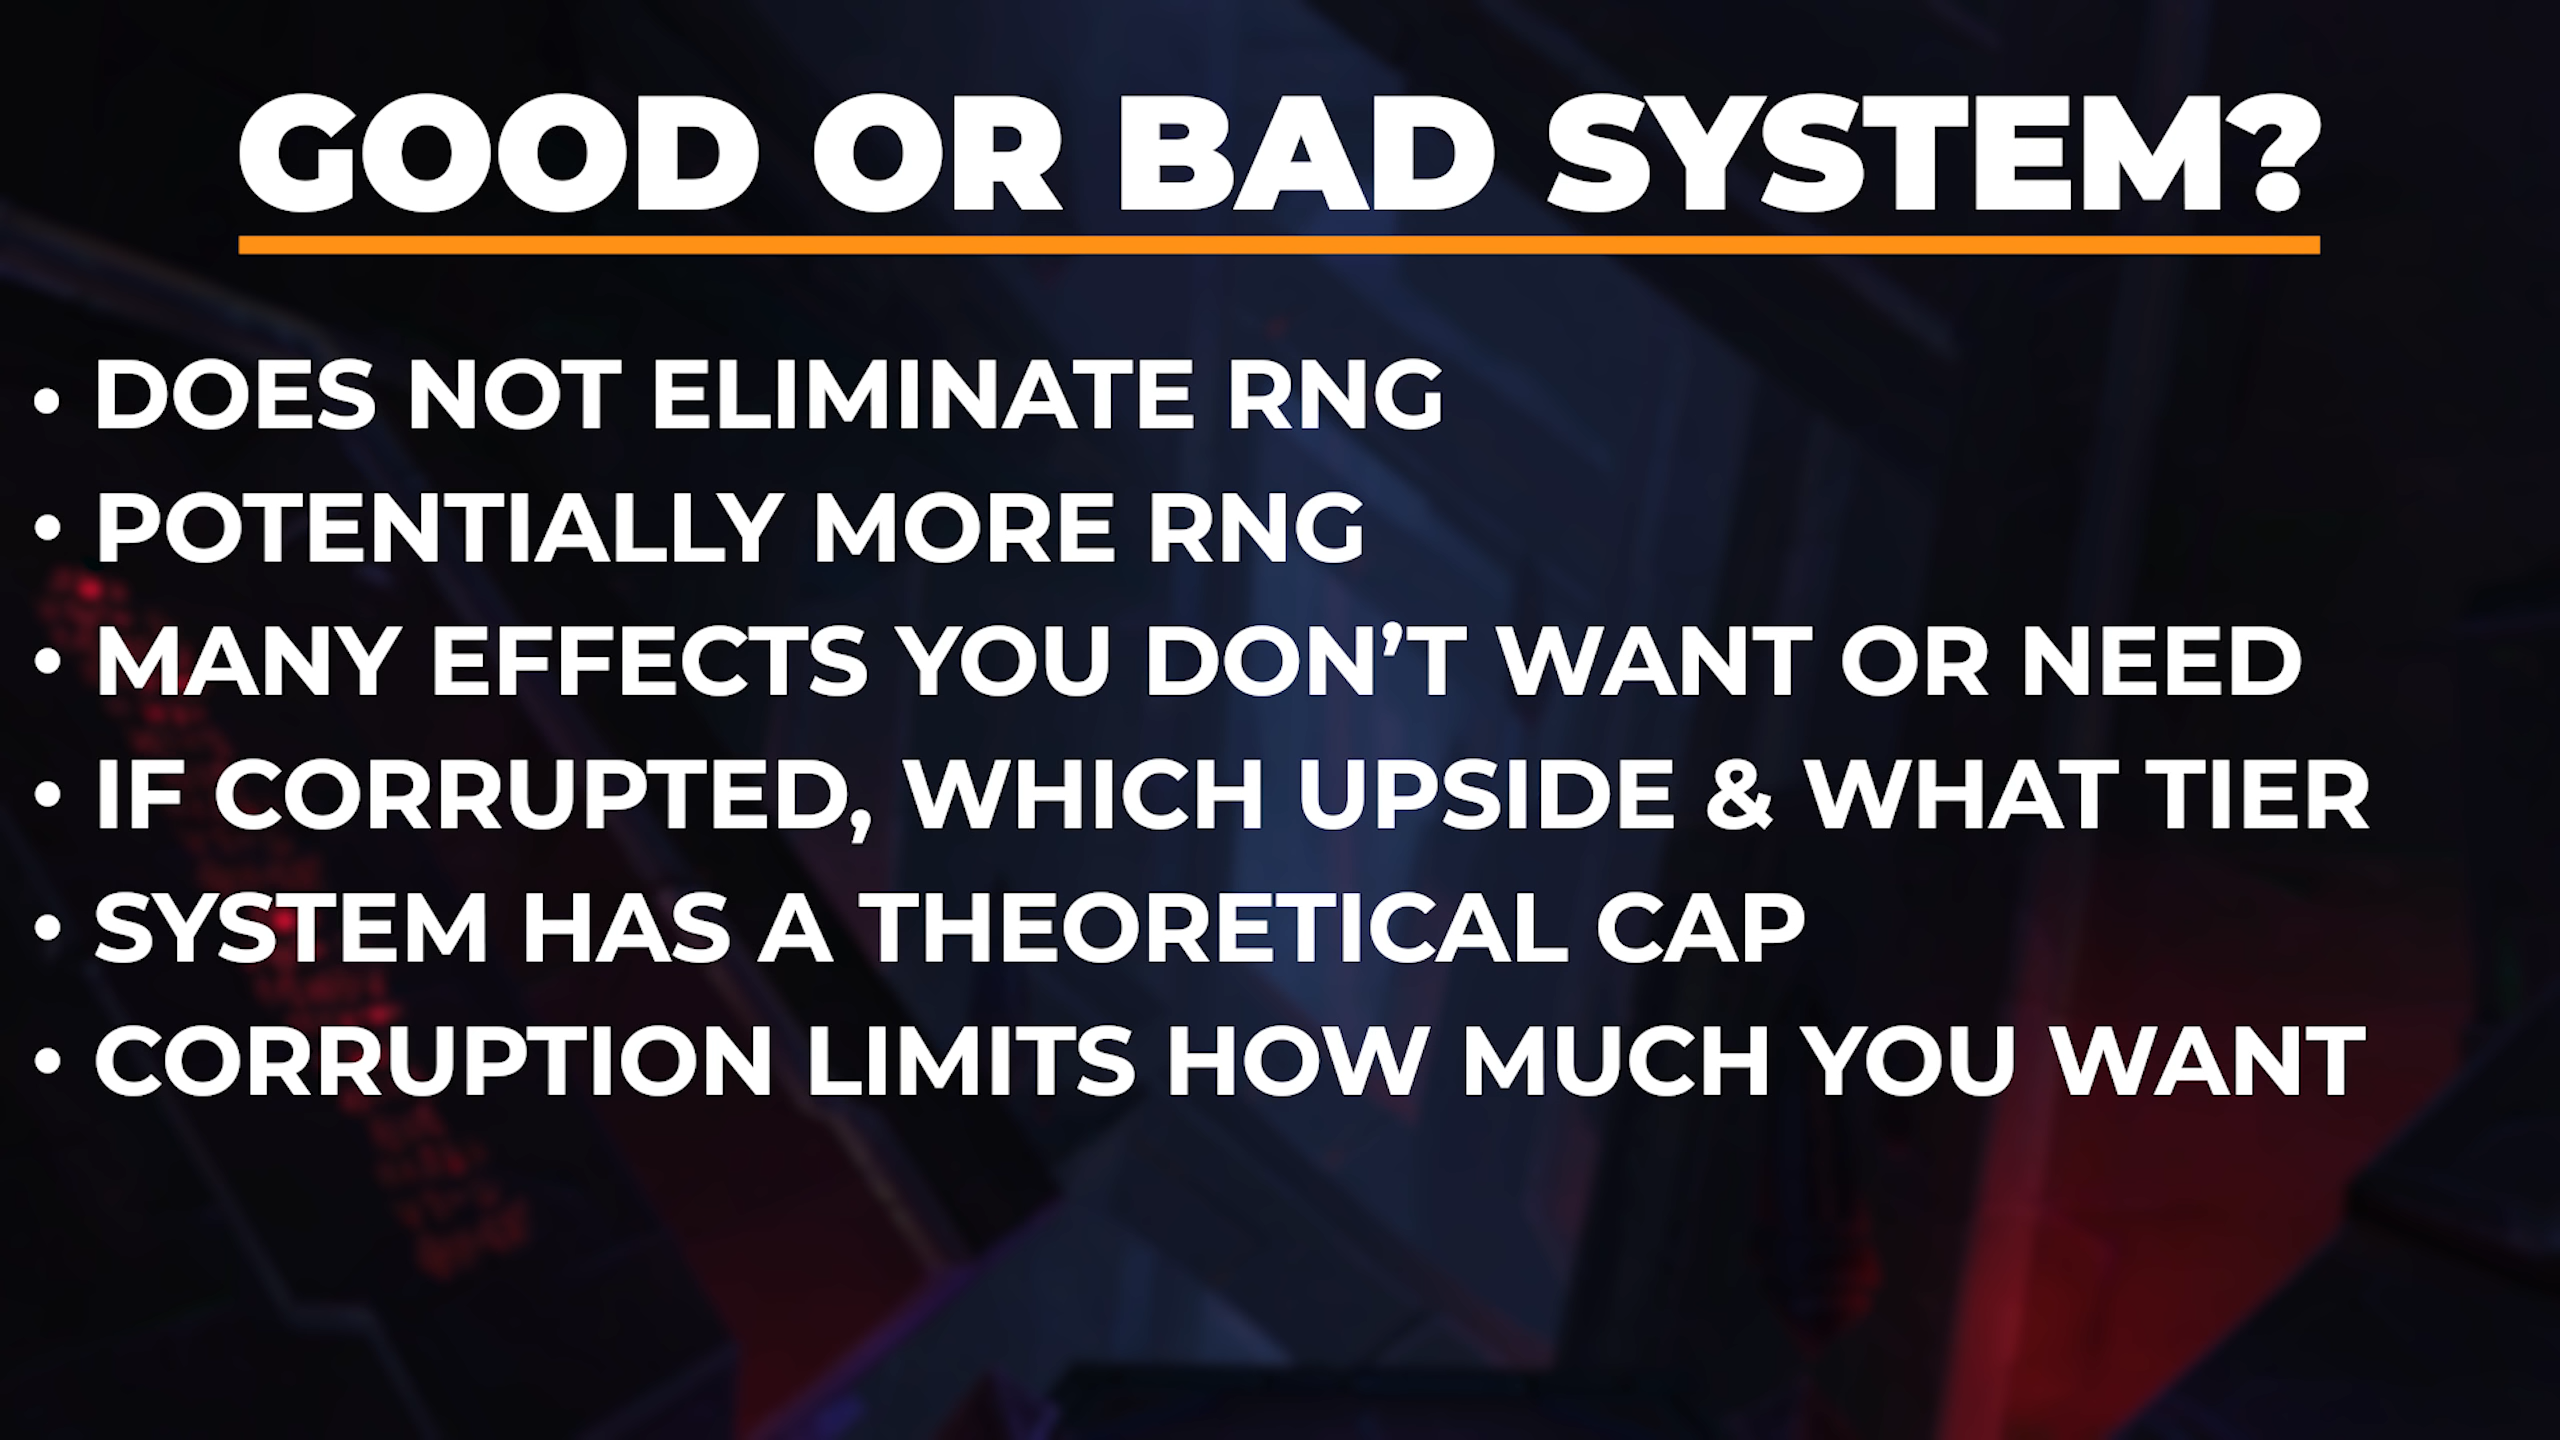 GOOD OR BAD SYSTEM?
• DOES NOT ELIMINATE RNG
• POTENTIALLY MORE RNG
• MANY EFFECTS YOU DON’T WANT OR NEED
• IF CORRUPTED, WHICH UPSIDE & WHAT TIER
• SYSTEM HAS A THEORETICAL CAP
• CORRUPTION LIMITS HOW MUCH YOU WANT